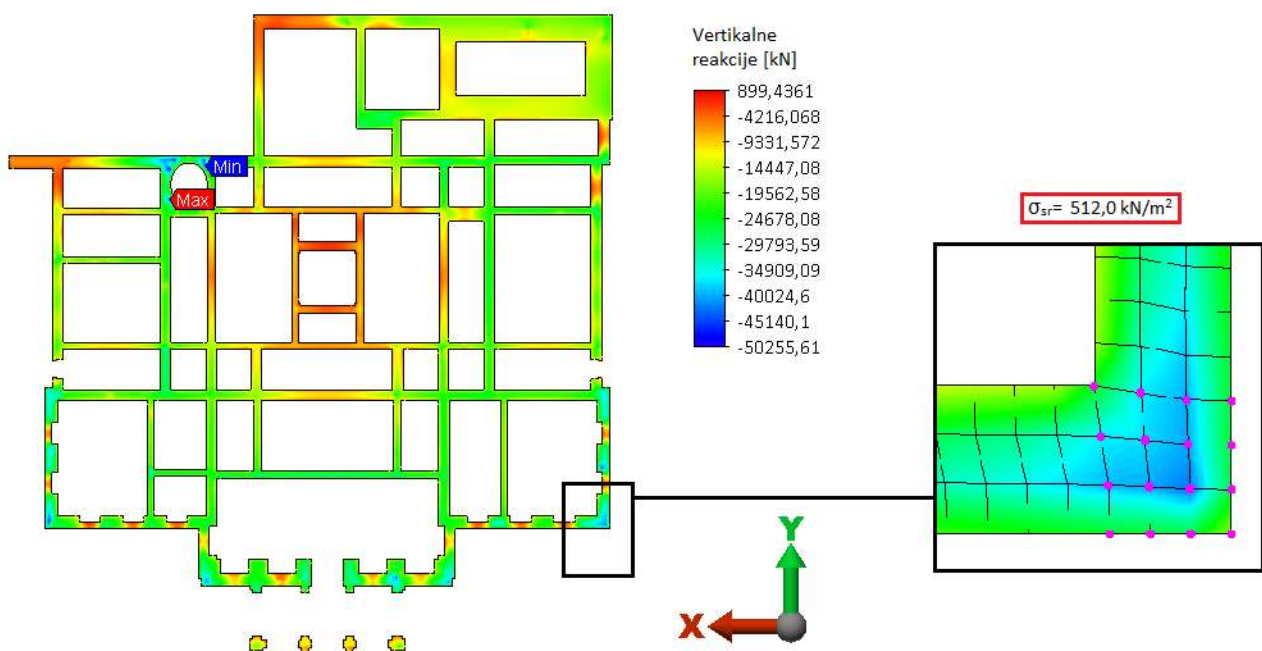 Vertikalne
reakcije [kN]
899,4361
-4216,068
-9331,572
-14447,08
-19562,58
-24678,08
-29793,59
-34909,09
-40024,6
-45140,1
-50255,61
Min
Max
σsr= 512,0 kN/m²
Y
X